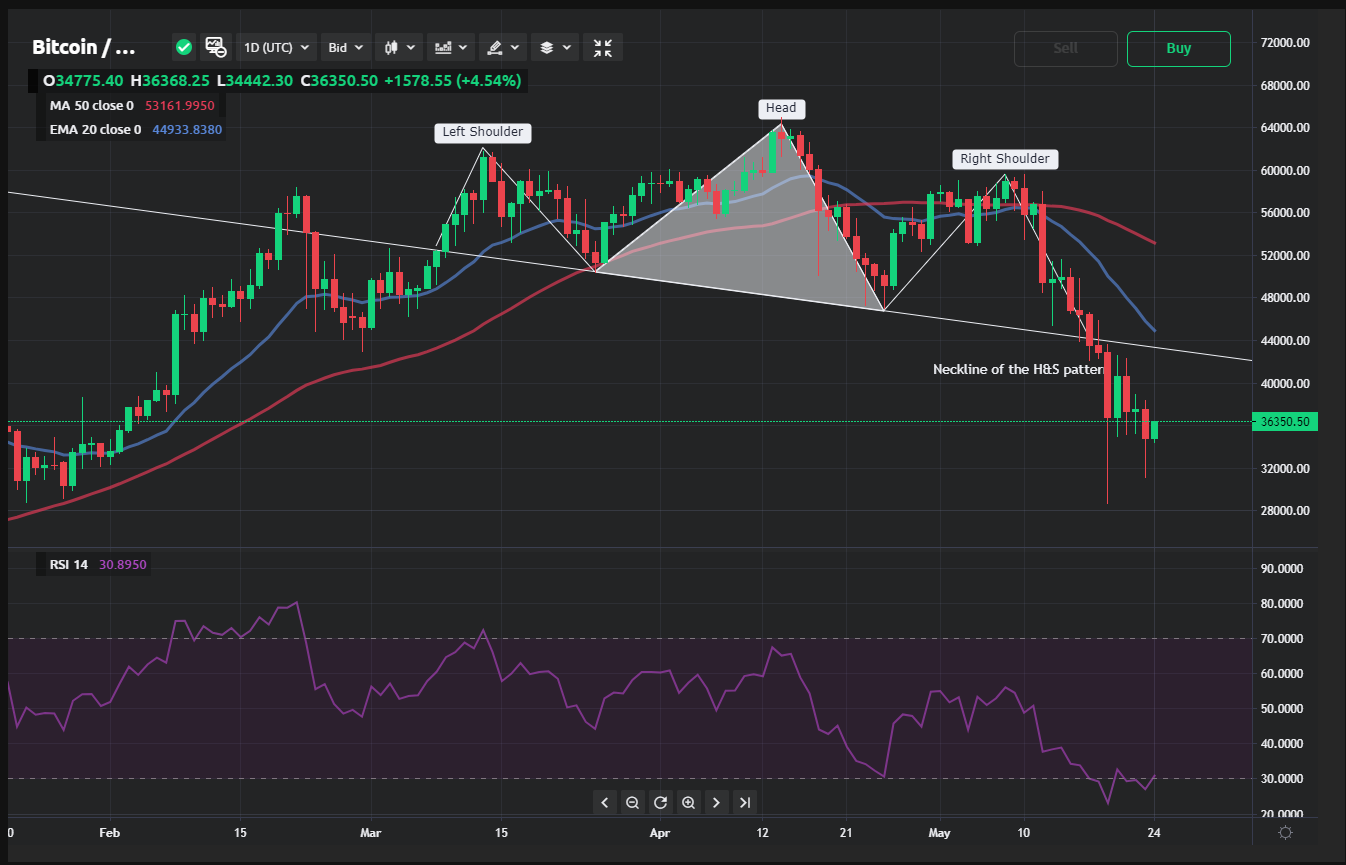 Bitcoin / ...
1D (UTC)
Bid
Sell
Buy
O34775.40 H36368.25 L34442.30 C36350.50 +1578.55 (+4.54%)
MA 50 close 0 53161.9950
EMA 20 close 0 44933.8380
Left Shoulder
Head
Right Shoulder
Neckline of the H&S pattern
72000.00
68000.00
64000.00
60000.00
56000.00
52000.00
48000.00
44000.00
40000.00
36350.50
32000.00
28000.00
RSI 14 30.8950
90.0000
80.0000
70.0000
60.0000
50.0000
40.0000
30.0000
20.0000
0 Feb 15 Mar 15 Apr 12 21 May 10 24